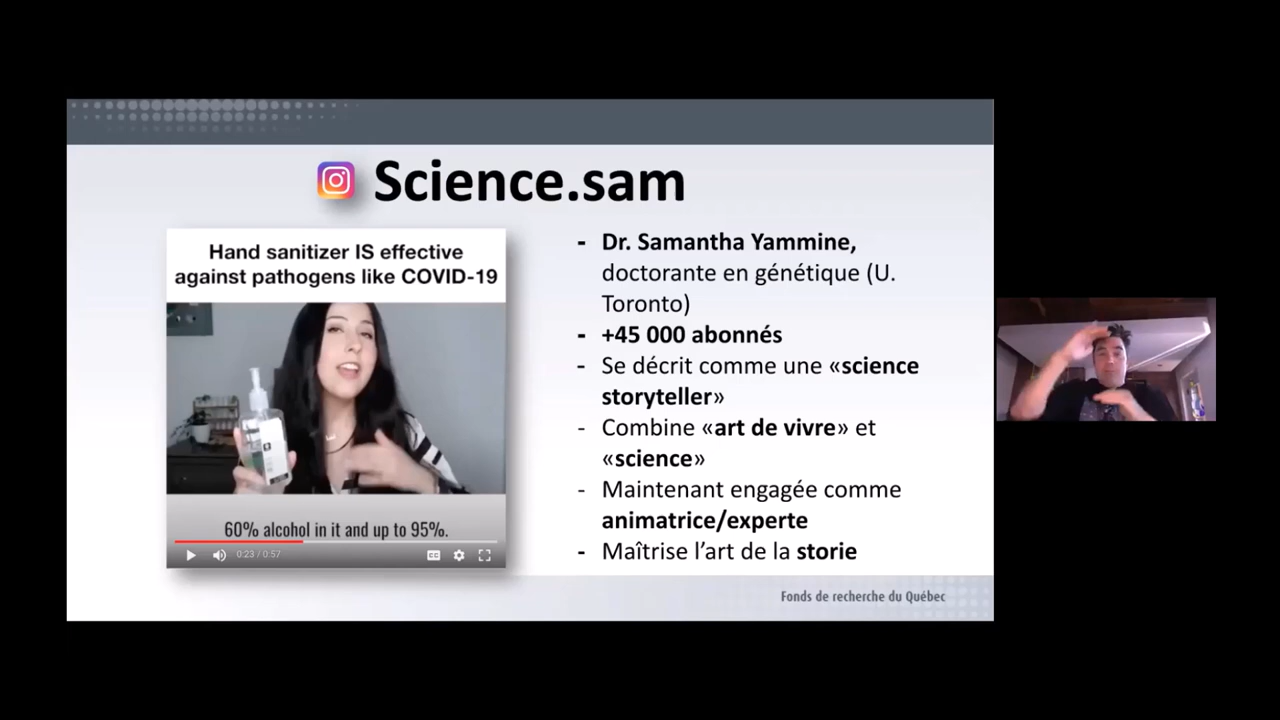 Science.sam
Hand sanitizer IS effective
against pathogens like COVID-19
60% alcohol in it and up to 95%.
0:23 / 0:57
CC
- Dr. Samantha Yammine,
doctorante en génétique (U.
Toronto)
- +45 000 abonnés
- Se décrit comme une «science
storyteller»
- Combine «art de vivre» et
«science»
- Maintenant engagée comme
animatrice/experte
- Maîtrise l’art de la storie
Fonds de recherche du Québec